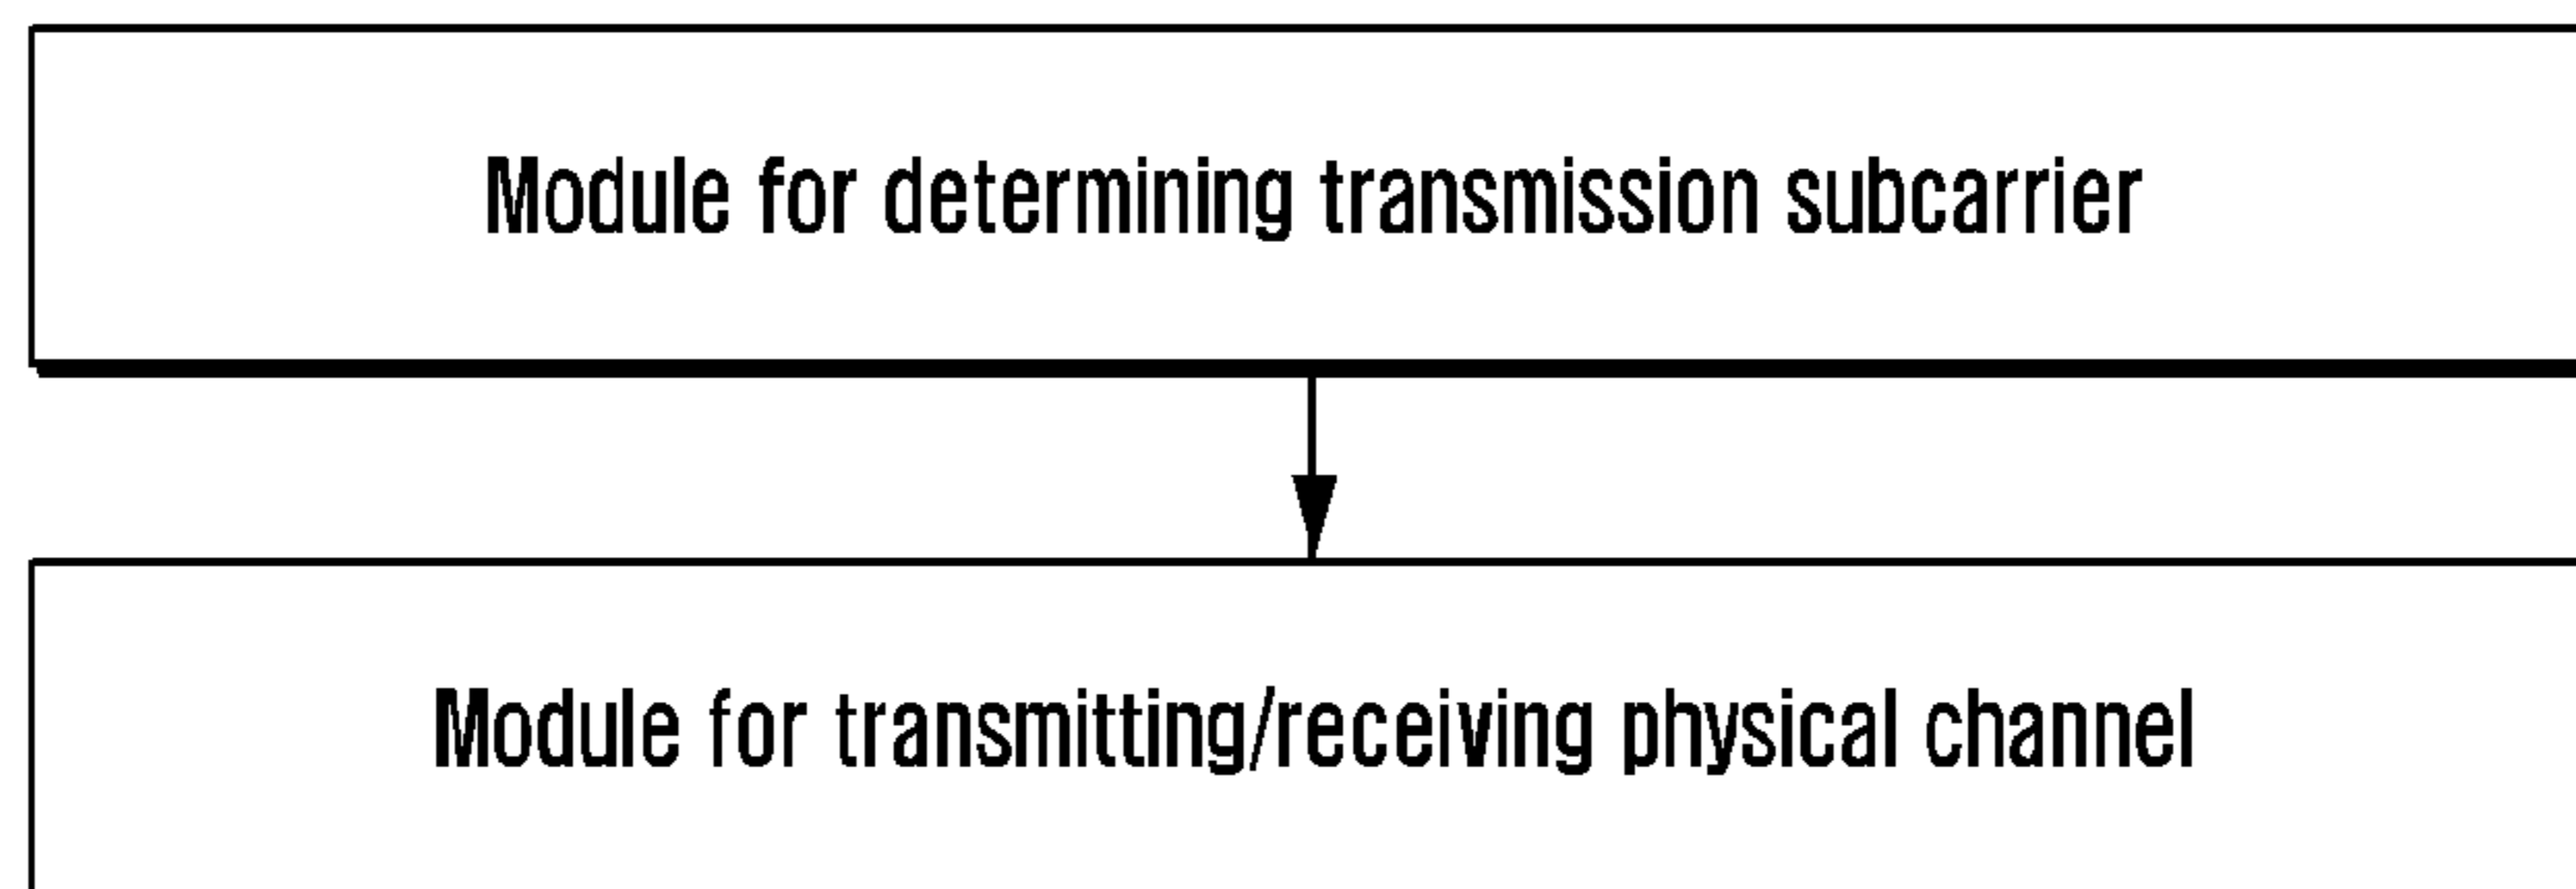 Module for determining transmission subcarrier
Module for transmitting/receiving physical channel